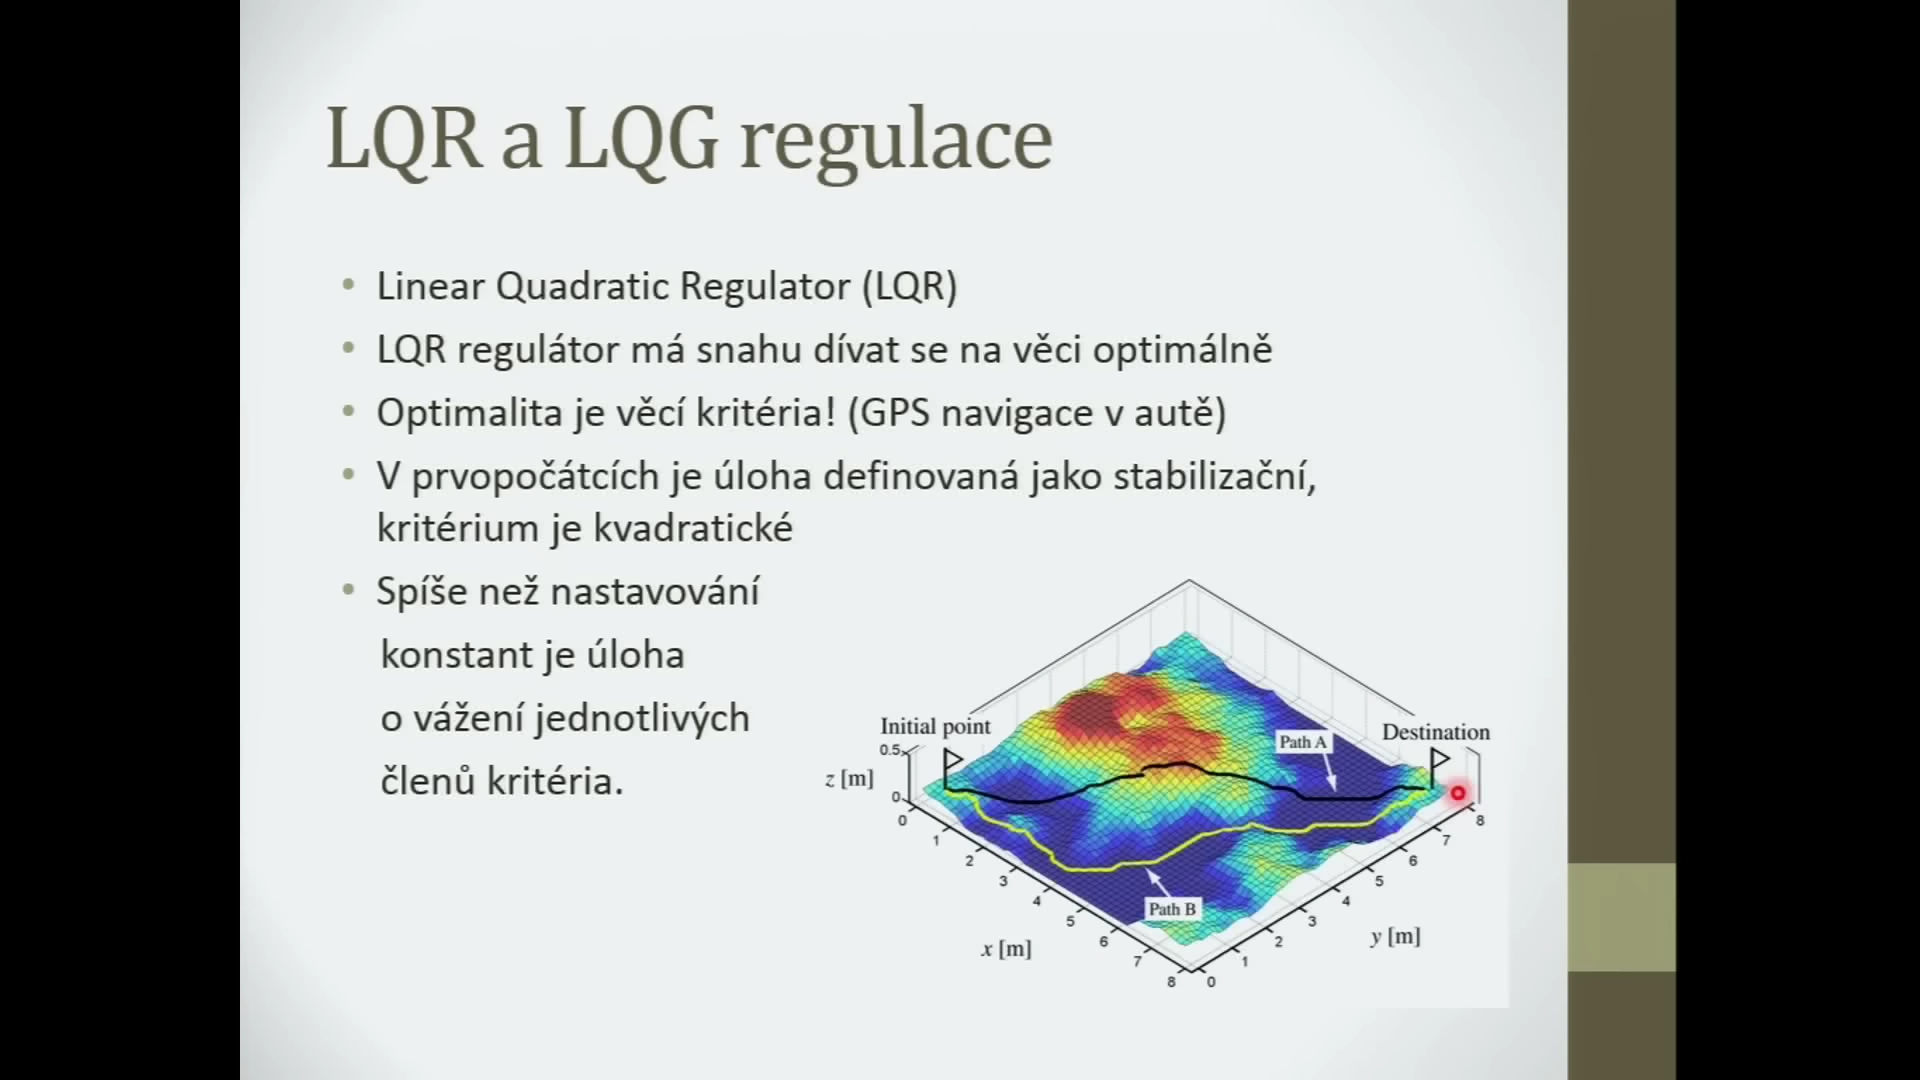 LQR a LQG regulace
• Linear Quadratic Regulator (LQR)
• LQR regulátor má snahu dívat se na věci optimálně
• Optimalita je věcí kritéria! (GPS navigace v autě)
• V prvopočátcích je úloha definovaná jako stabilizační,
kritérium je kvadratické
• Spíše než nastavování
konstant je úloha
o vážení jednotlivých
členů kritéria.
Initial point
Destination
Path A
Path B
z [m]
0.5
0
x [m]
0
1
2
3
4
5
6
7
8
y [m]
0
1
2
3
4
5
6
7
8